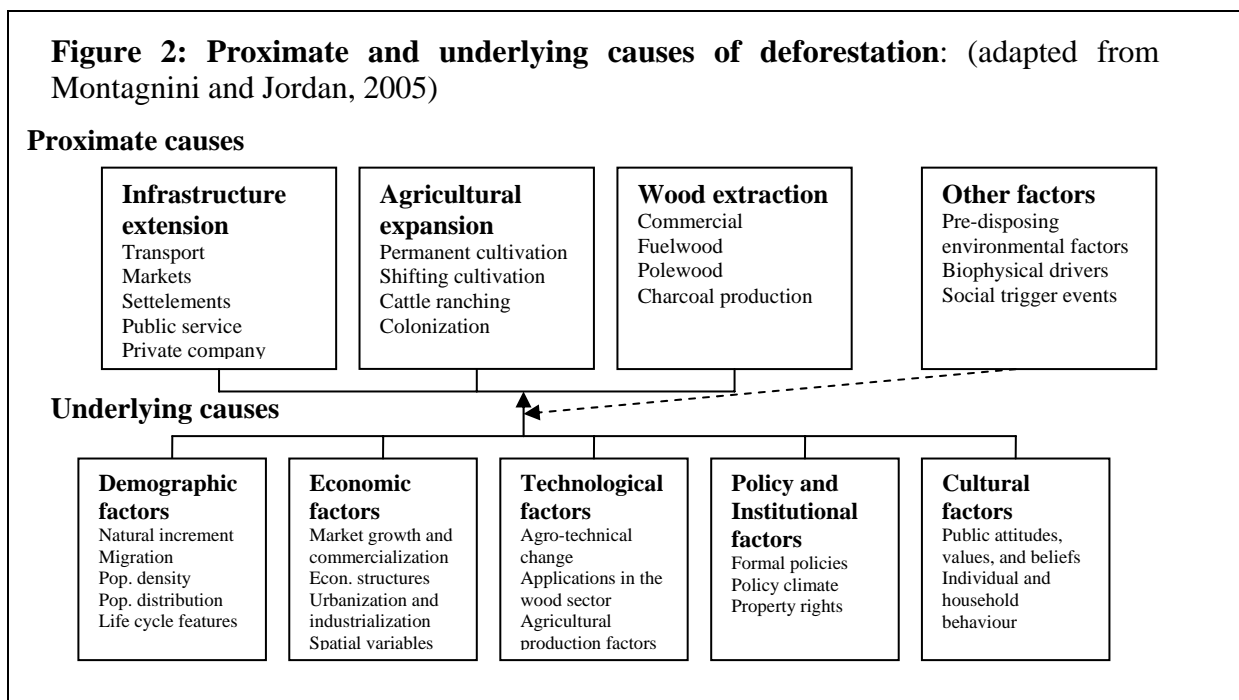 Figure 2: Proximate and underlying causes of deforestation: (adapted from
Montagnini and Jordan, 2005)
Proximate causes
Infrastructure
extension
Transport
Markets
Settelements
Public service
Private company
Agricultural
expansion
Permanent cultivation
Shifting cultivation
Cattle ranching
Colonization
Wood extraction
Commercial
Fuelwood
Polewood
Charcoal production
Other factors
Pre-disposing
environmental factors
Biophysical drivers
Social trigger events
Underlying causes
Demographic
factors
Natural increment
Migration
Pop. density
Pop. distribution
Life cycle features
Economic
factors
Market growth and
commercialization
Econ. structures
Urbanization and
industrialization
Spatial variables
Technological
factors
Agro-technical
change
Applications in the
wood sector
Agricultural
production factors
Policy and
Institutional
factors
Formal policies
Policy climate
Property rights
Cultural
factors
Public attitudes,
values, and beliefs
Individual and
household
behaviour